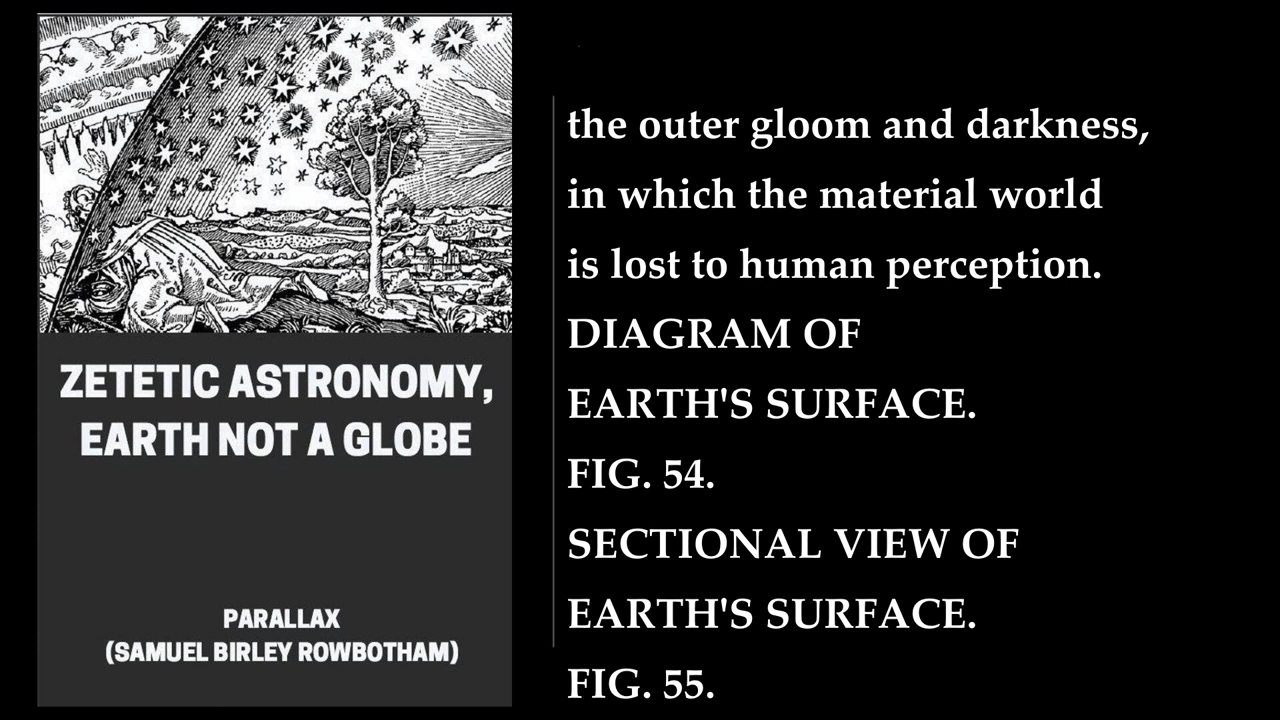 ZETETIC ASTRONOMY,
EARTH NOT A GLOBE
PARALLAX
(SAMUEL BIRLEY ROWBOTHAM)
the outer gloom and darkness,
in which the material world
is lost to human perception.
DIAGRAM OF
EARTH'S SURFACE.
FIG. 54.
SECTIONAL VIEW OF
EARTH'S SURFACE.
FIG. 55.